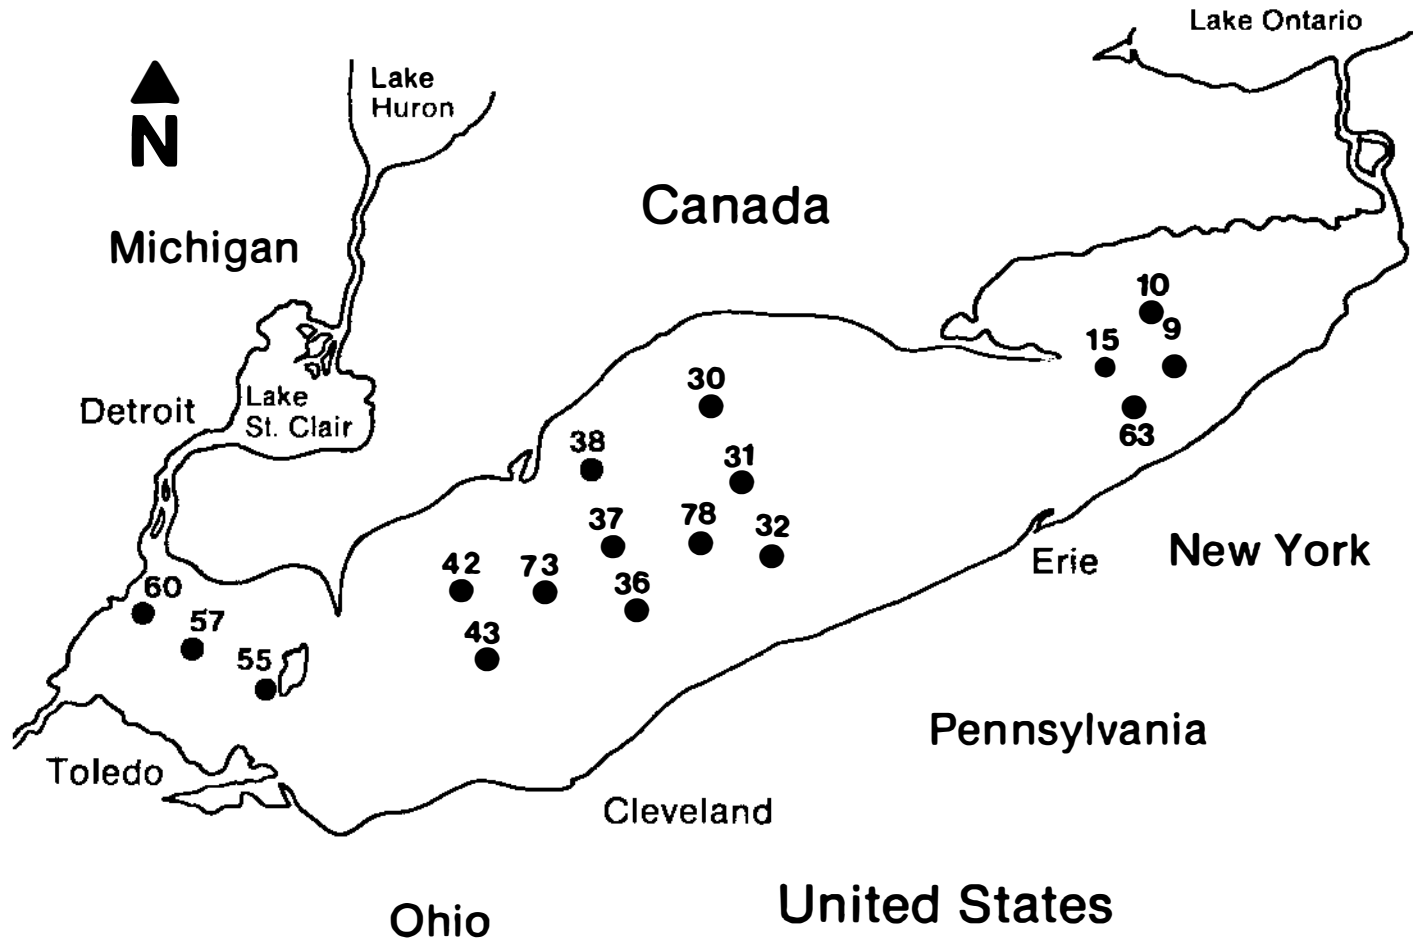 Lake Ontario
Lake
Huron
N
Canada
Michigan
10
9
15
30
Lake
St. Clair
Detroit
63
38
31
37
78
32
New York
Erie
42
73
36
60
57
43
55
Pennsylvania
Toledo
Cleveland
United States
Ohio